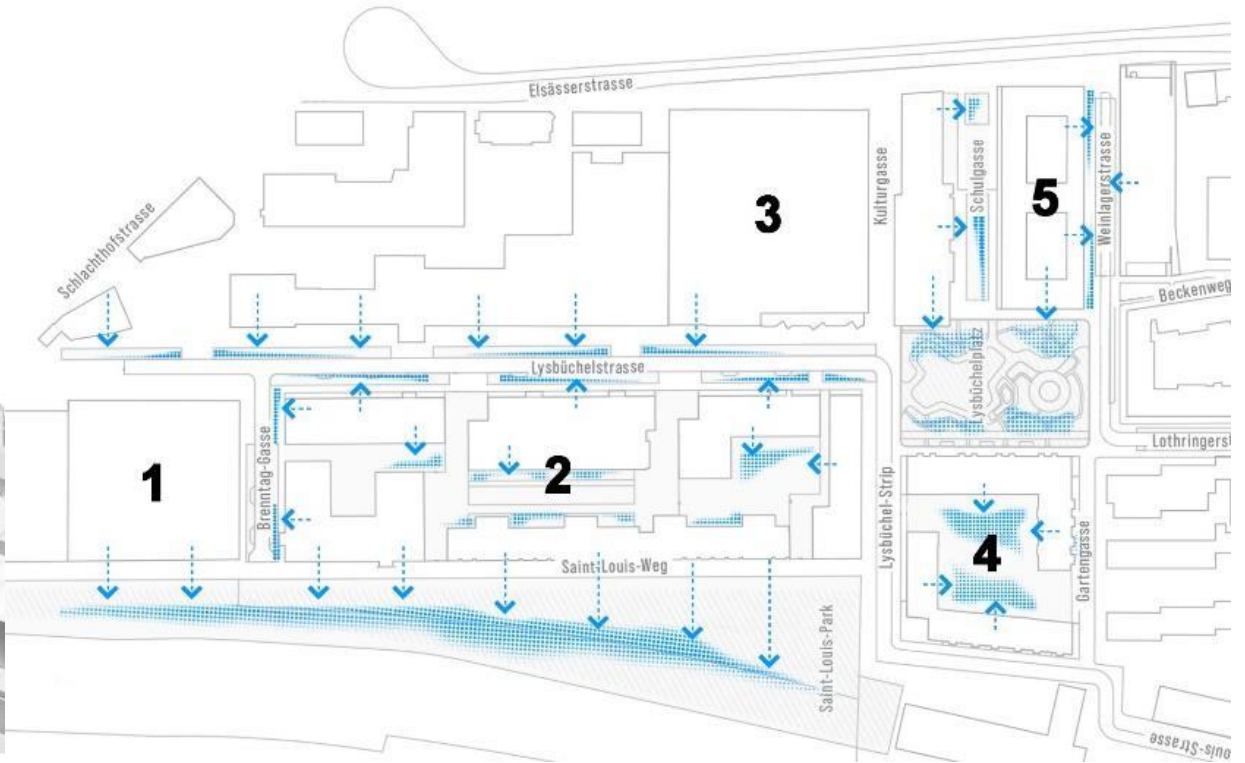 Elsässerstrasse
Schlachthofstrasse
Kulturgasse
Schulgasse
Weinlagerstrasse
3
5
Beckenweg
Lysbüchelstrasse
Lysbüchelplatz
Lothringerst
1
Brenntag-Gasse
2
Lysbüchel-Strip
4
Gartengasse
Saint-Louis-Weg
Saint-Louis-Park
ouis-Strasse